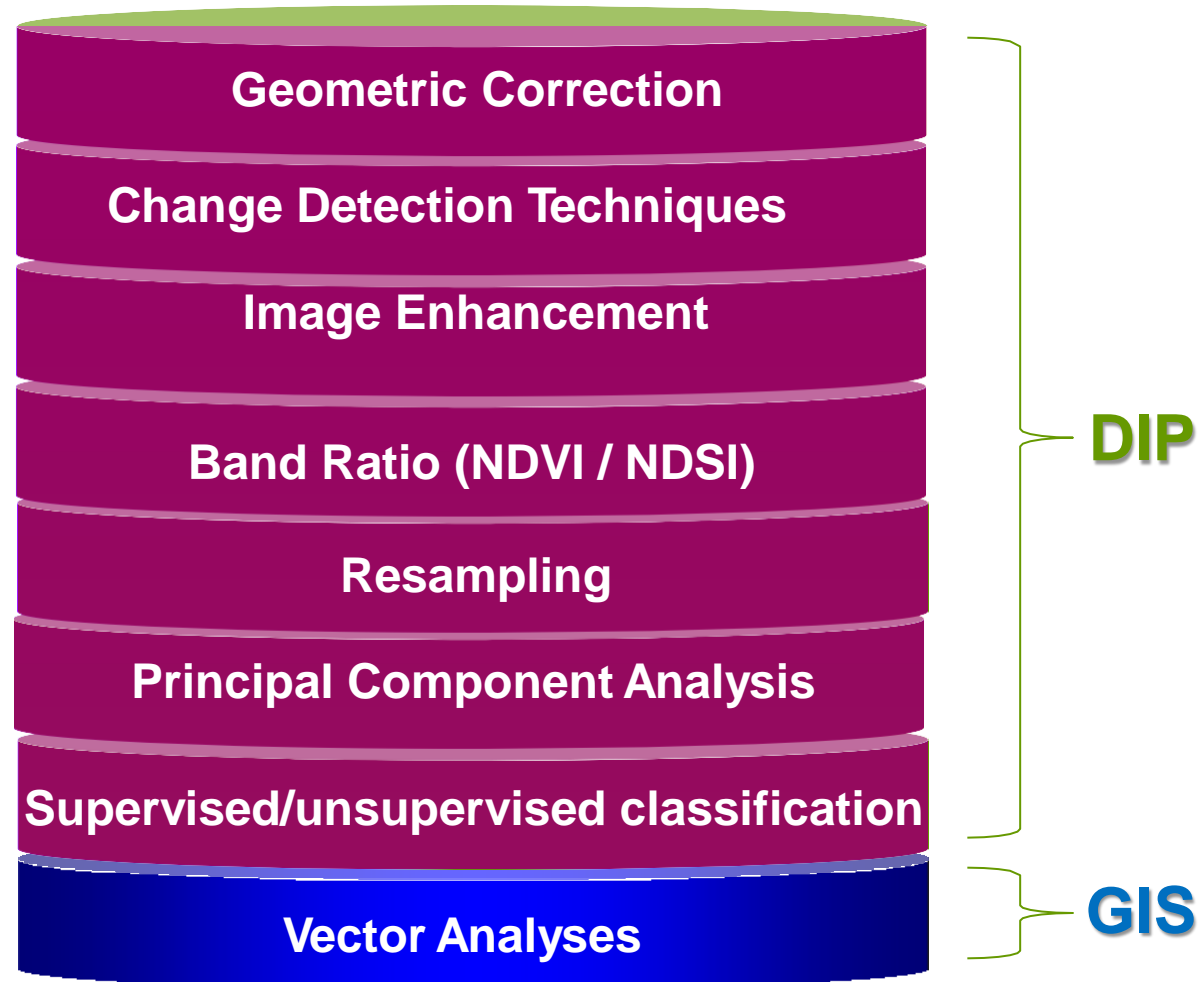 Geometric Correction
Change Detection Techniques
Image Enhancement
Band Ratio (NDVI / NDSI)
Resampling
Principal Component Analysis
Supervised/unsupervised classification
DIP
Vector Analyses
GIS